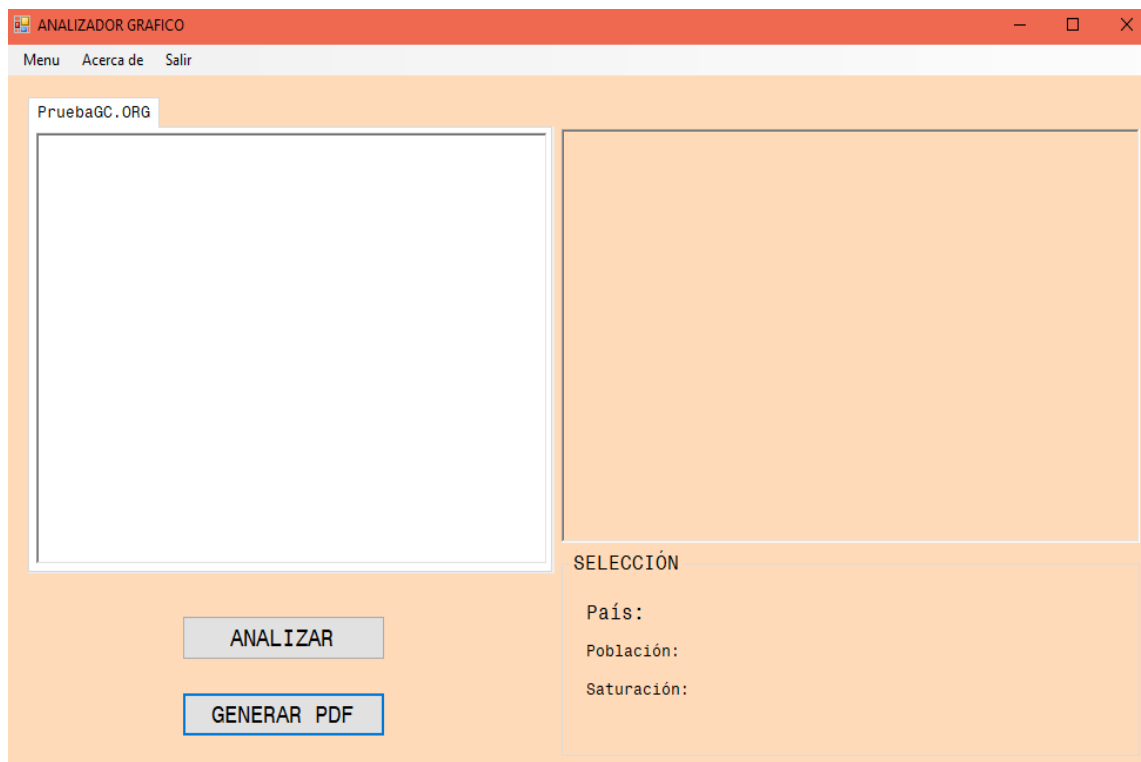 ANALIZADOR GRAFICO
Menu Acerca de Salir
PruebaGC.ORG
ANALIZAR
GENERAR PDF
SELECCIÓN
País:
Población:
Saturación: